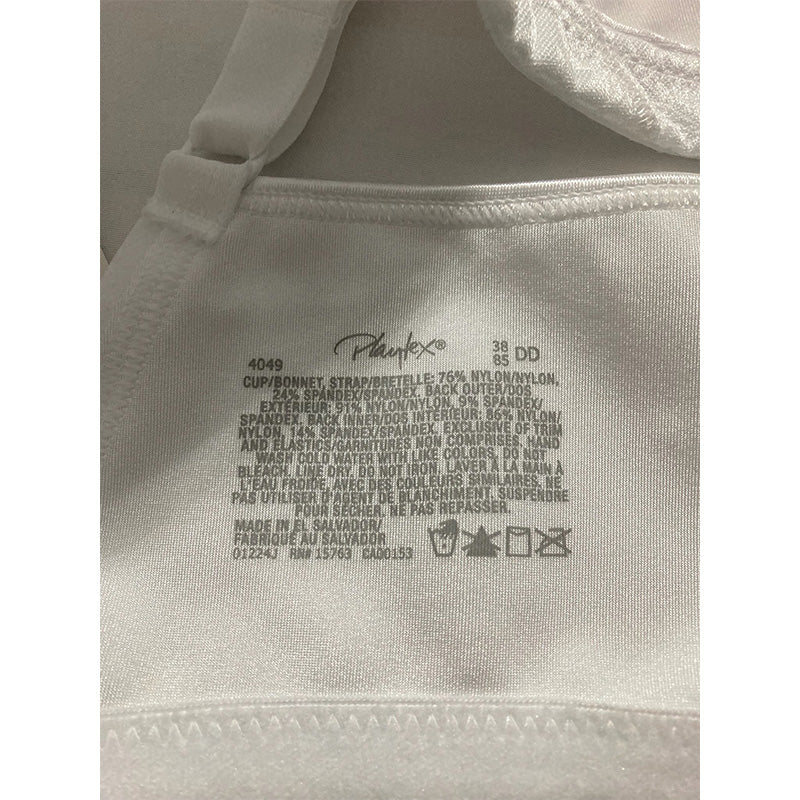 Playtex®
4049
38
85 DD
CUP/BONNET, STRAP/BRETELLE: 76% NYLON/NYLON,
24% SPANDEX/SPANDEX. BACK OUTER/DOS
EXTÉRIEUR: 91% NYLON/NYLON, 9% SPANDEX/
SPANDEX. BACK INNER/DOS INTÉRIEUR: 86% NYLON/
NYLON, 14% SPANDEX/SPANDEX. EXCLUSIVE OF TRIM
AND ELASTICS/GARNITURES NON COMPRISES. HAND
WASH COLD WATER WITH LIKE COLORS, DO NOT
BLEACH. LINE DRY, DO NOT IRON. LAVER À LA MAIN À
L'EAU FROIDE, AVEC DES COULEURS SIMILAIRES, NE
PAS UTILISER D'AGENT DE BLANCHIMENT. SUSPENDRE
POUR SÉCHER, NE PAS REPASSER.
MADE IN EL SALVADOR/
FABRIQUÉ AU SALVADOR
01224J RN# 15763 CA00153